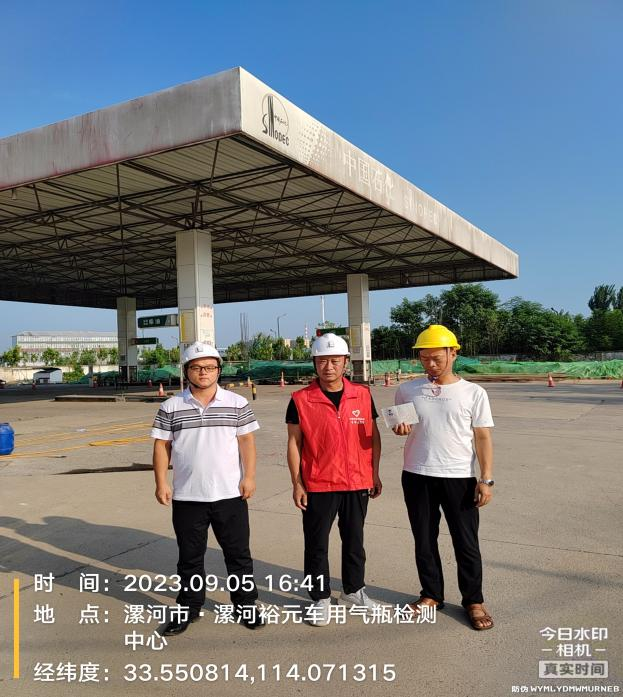 SINOPEC
中国石化 SINOPEC
时　间：2023.09.05 16:41
地　点：漯河市·漯河裕元车用气瓶检测
中心
经纬度：33.550814,114.071315
今日水印
相机
真实时间
防伪 WYMLYDMWMURNEB